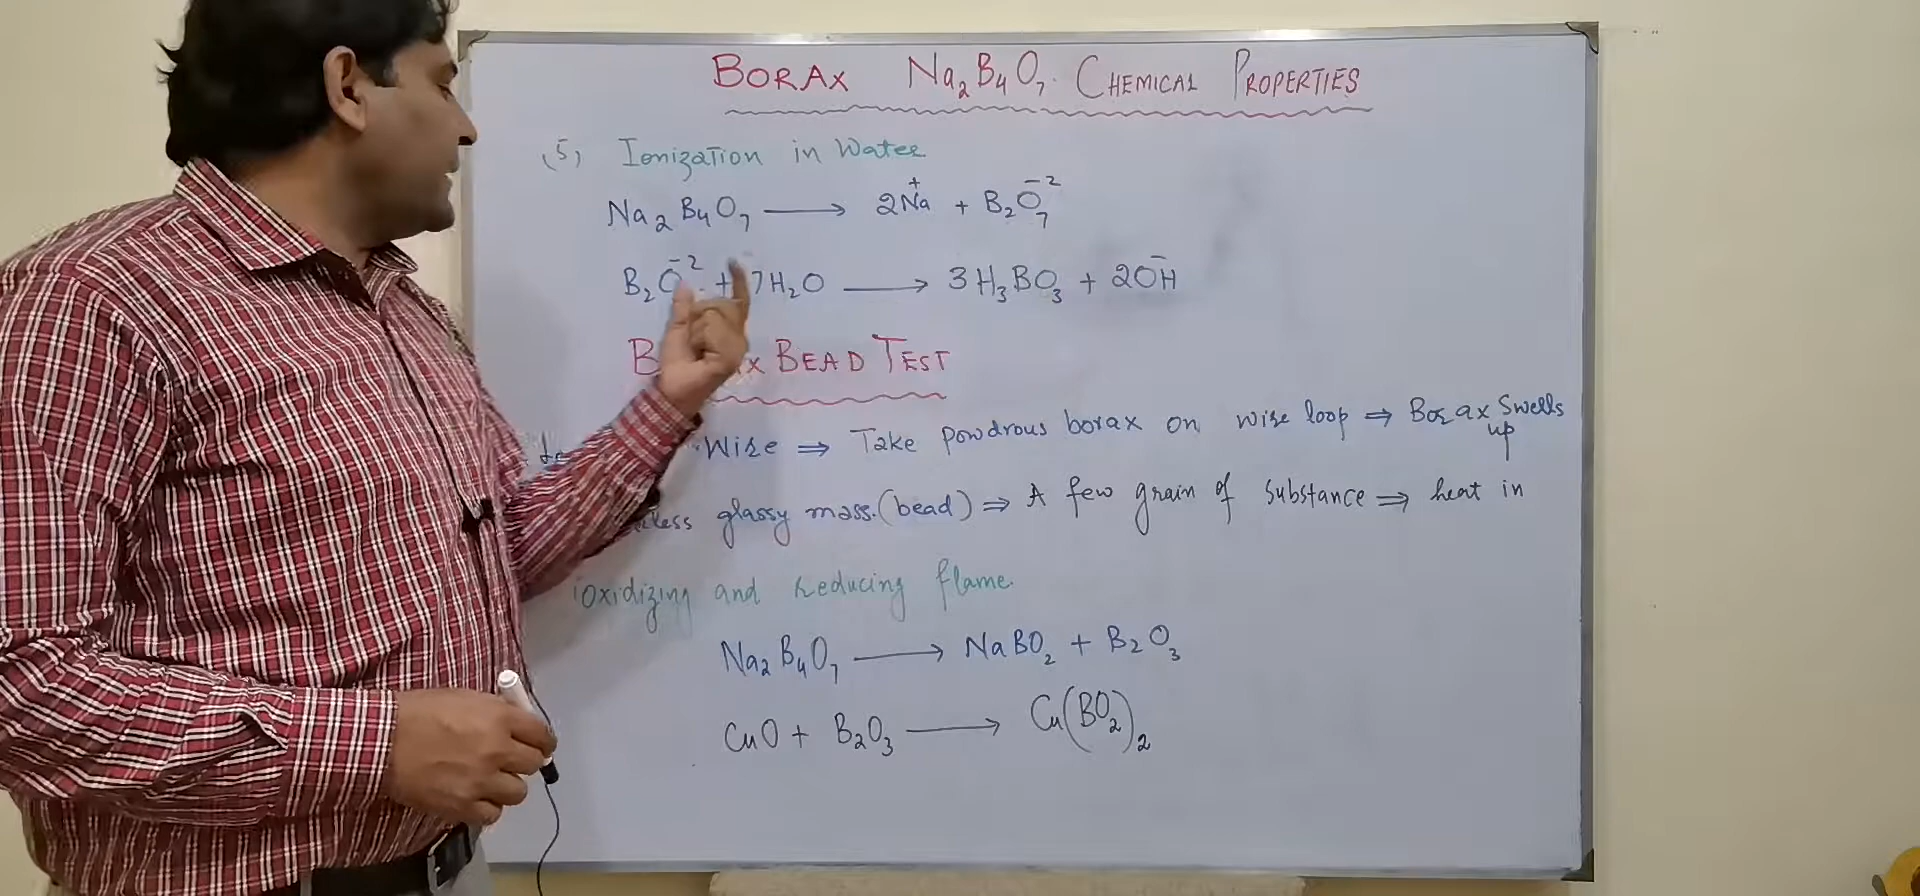 BORAX Na₂B₄O₇. CHEMICAL PROPERTIES
(5) Ionization in Water
Na₂B₄O₇ ⟶ 2Na⁺ + B₂O₇⁻²
B₂O⁻² + 7H₂O ⟶ 3H₃BO₃ + 2OH⁻
BEAD TEST
Wire ⇒ Take powdrous borax on wire loop ⇒ Borax Swells up
glassy mass.(bead) ⇒ A few grain of Substance ⇒ heat in
oxidizing and reducing flame.
Na₂B₄O₇ ⟶ NaBO₂ + B₂O₃
CuO + B₂O₃ ⟶ Cu(BO₂)₂